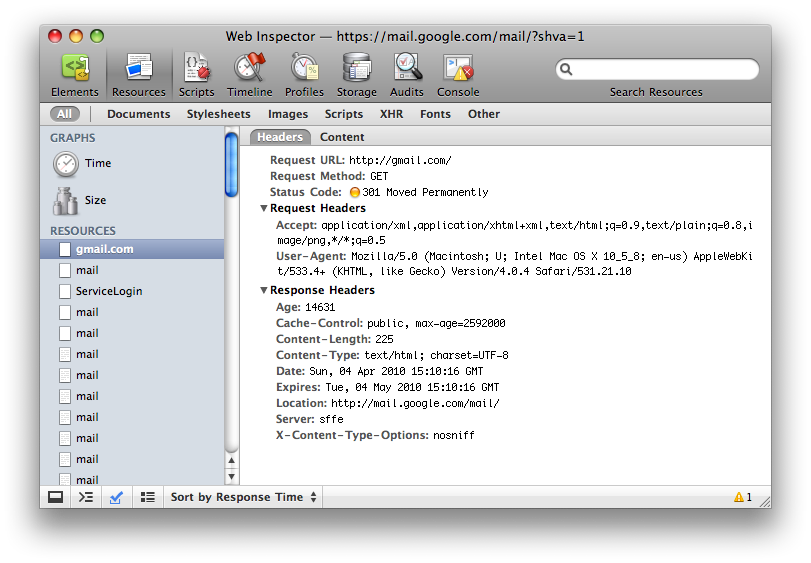 Web Inspector — https://mail.google.com/mail/?shva=1
Elements Resources Scripts Timeline Profiles Storage Audits Console Search Resources
All Documents Stylesheets Images Scripts XHR Fonts Other
GRAPHS
Time
Size
RESOURCES
gmail.com
mail
ServiceLogin
mail
mail
mail
mail
mail
mail
mail
mail
mail
Headers Content
Request URL: http://gmail.com/
Request Method: GET
Status Code: 301 Moved Permanently
Request Headers
Accept: application/xml,application/xhtml+xml,text/html;q=0.9,text/plain;q=0.8,i
mage/png,*/*;q=0.5
User-Agent: Mozilla/5.0 (Macintosh; U; Intel Mac OS X 10_5_8; en-us) AppleWebKi
t/533.4+ (KHTML, like Gecko) Version/4.0.4 Safari/531.21.10
Response Headers
Age: 14631
Cache-Control: public, max-age=2592000
Content-Length: 225
Content-Type: text/html; charset=UTF-8
Date: Sun, 04 Apr 2010 15:10:16 GMT
Expires: Tue, 04 May 2010 15:10:16 GMT
Location: http://mail.google.com/mail/
Server: sffe
X-Content-Type-Options: nosniff
Sort by Response Time 1